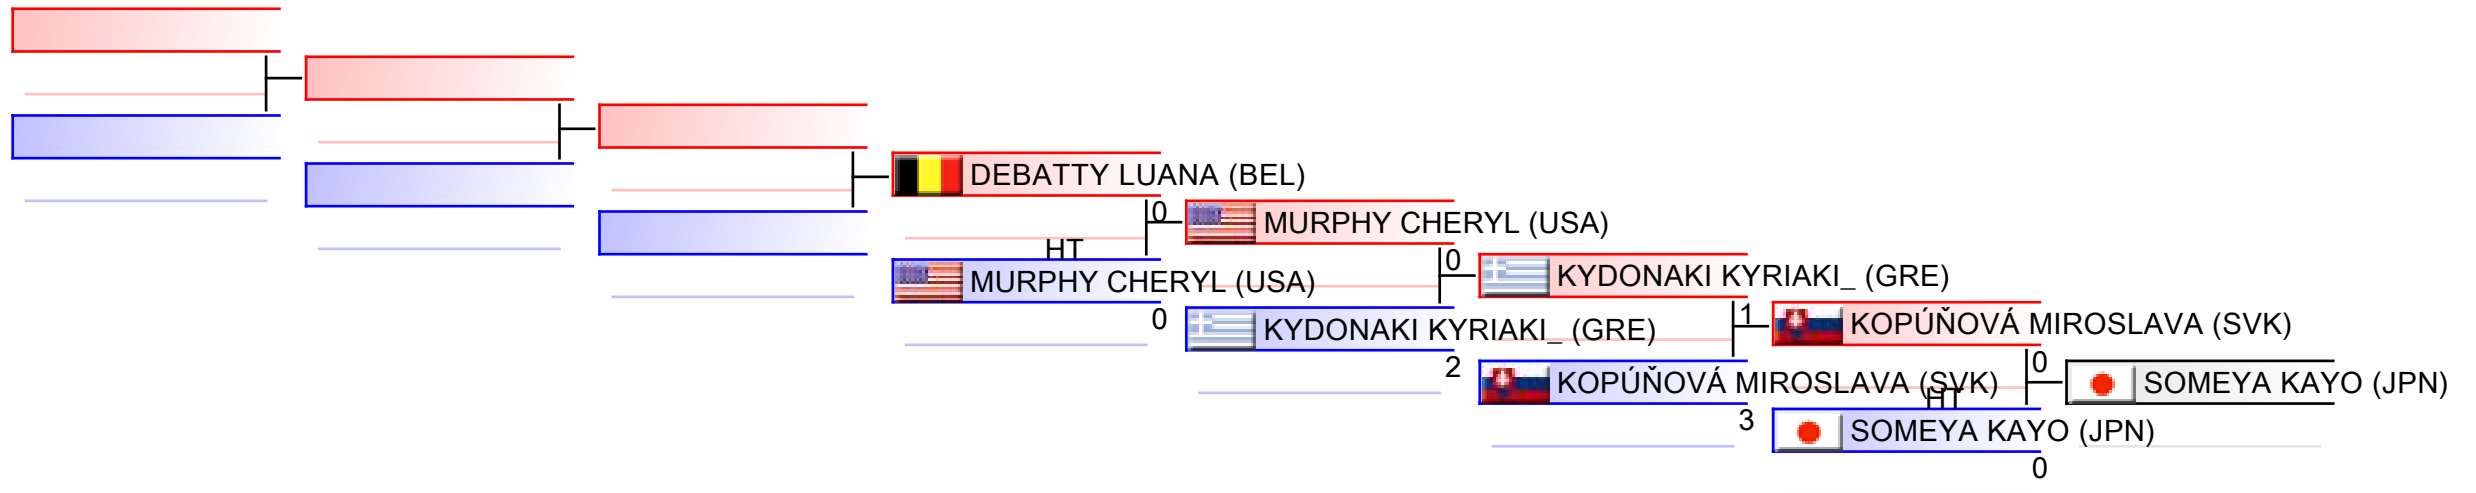 DEBATTY LUANA (BEL)
0
HT
MURPHY CHERYL (USA)
0
MURPHY CHERYL (USA)
0
KYDONAKI KYRIAKI_ (GRE)
2
KYDONAKI KYRIAKI_ (GRE)
1
KOPÚŇOVÁ MIROSLAVA (SVK)
3
KOPÚŇOVÁ MIROSLAVA (SVK)
0
HT
SOMEYA KAYO (JPN)
0
SOMEYA KAYO (JPN)